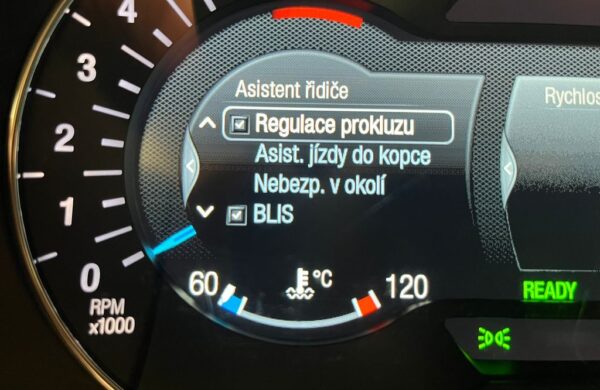 4
3
2
1
0
RPM
x1000
Asistent řidiče
Regulace prokluzu
Asist. jízdy do kopce
Nebezp. v okolí
BLIS
60
°C
120
Rychlos
READY